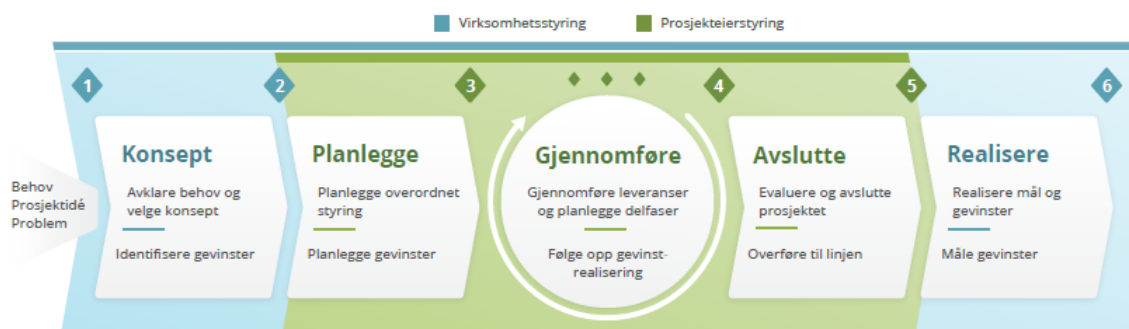 Virksomhetsstyring
Prosjekteierstyring
1
2
3
4
5
6
Behov
Prosjektidé
Problem
Konsept
Avklare behov og
velge konsept
Identifisere gevinster
Planlegge
Planlegge overordnet
styring
Planlegge gevinster
Gjennomføre
Gjennomføre leveranser
og planlegge delfaser
Følge opp gevinst-
realisering
Avslutte
Evaluere og avslutte
prosjektet
Overføre til linjen
Realisere
Realisere mål og
gevinster
Måle gevinster